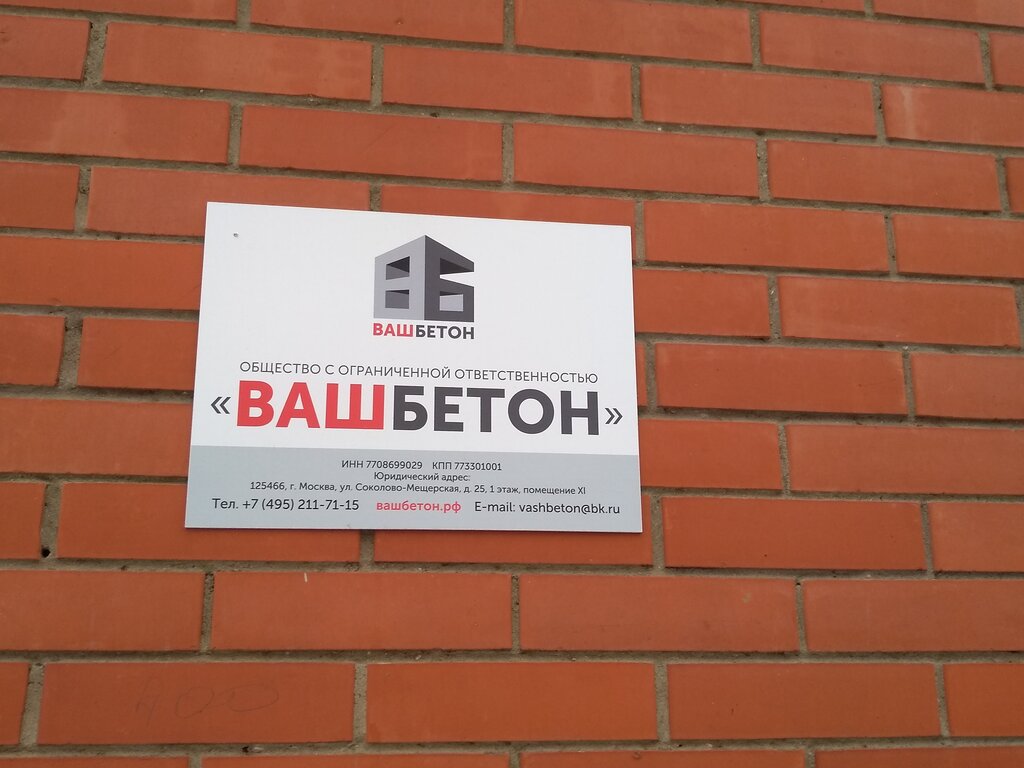 ВАШБЕТОН
ОБЩЕСТВО С ОГРАНИЧЕННОЙ ОТВЕТСТВЕННОСТЬЮ
«ВАШБЕТОН»
ИНН 7708699029 КПП 773301001
Юридический адрес:
125466, г. Москва, ул. Соколово-Мещерская, д. 25, 1 этаж, помещение XI
Тел. +7 (495) 211-71-15 вашбетон.рф E-mail: vashbeton@bk.ru